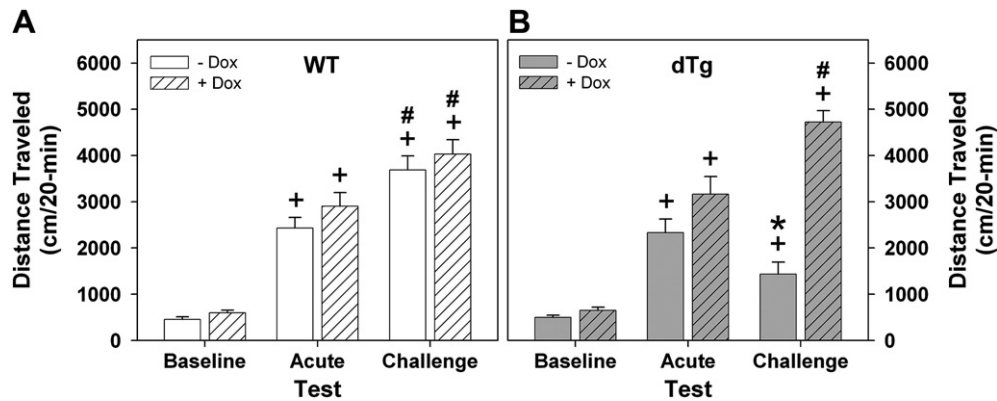 A
B
Distance Traveled
(cm/20-min)
6000
5000
4000
3000
2000
1000
0
- Dox
+ Dox
WT
+
+
#
+
#
+
Baseline
Acute
Challenge
Test
- Dox
+ Dox
dTg
+
+
*
+
#
+
Baseline
Acute
Challenge
Test
6000
5000
4000
3000
2000
1000
0
Distance Traveled
(cm/20-min)